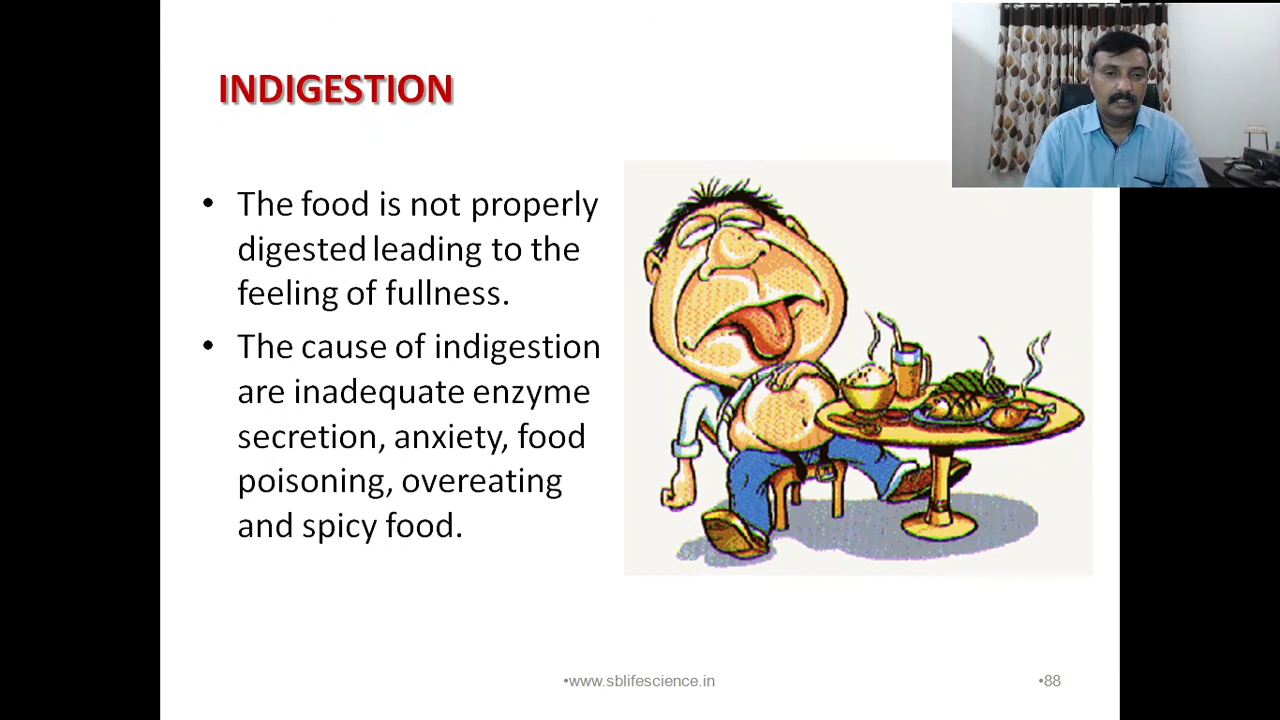 INDIGESTION
• The food is not properly
digested leading to the
feeling of fullness.
• The cause of indigestion
are inadequate enzyme
secretion, anxiety, food
poisoning, overeating
and spicy food.
•www.sblifescience.in
•88